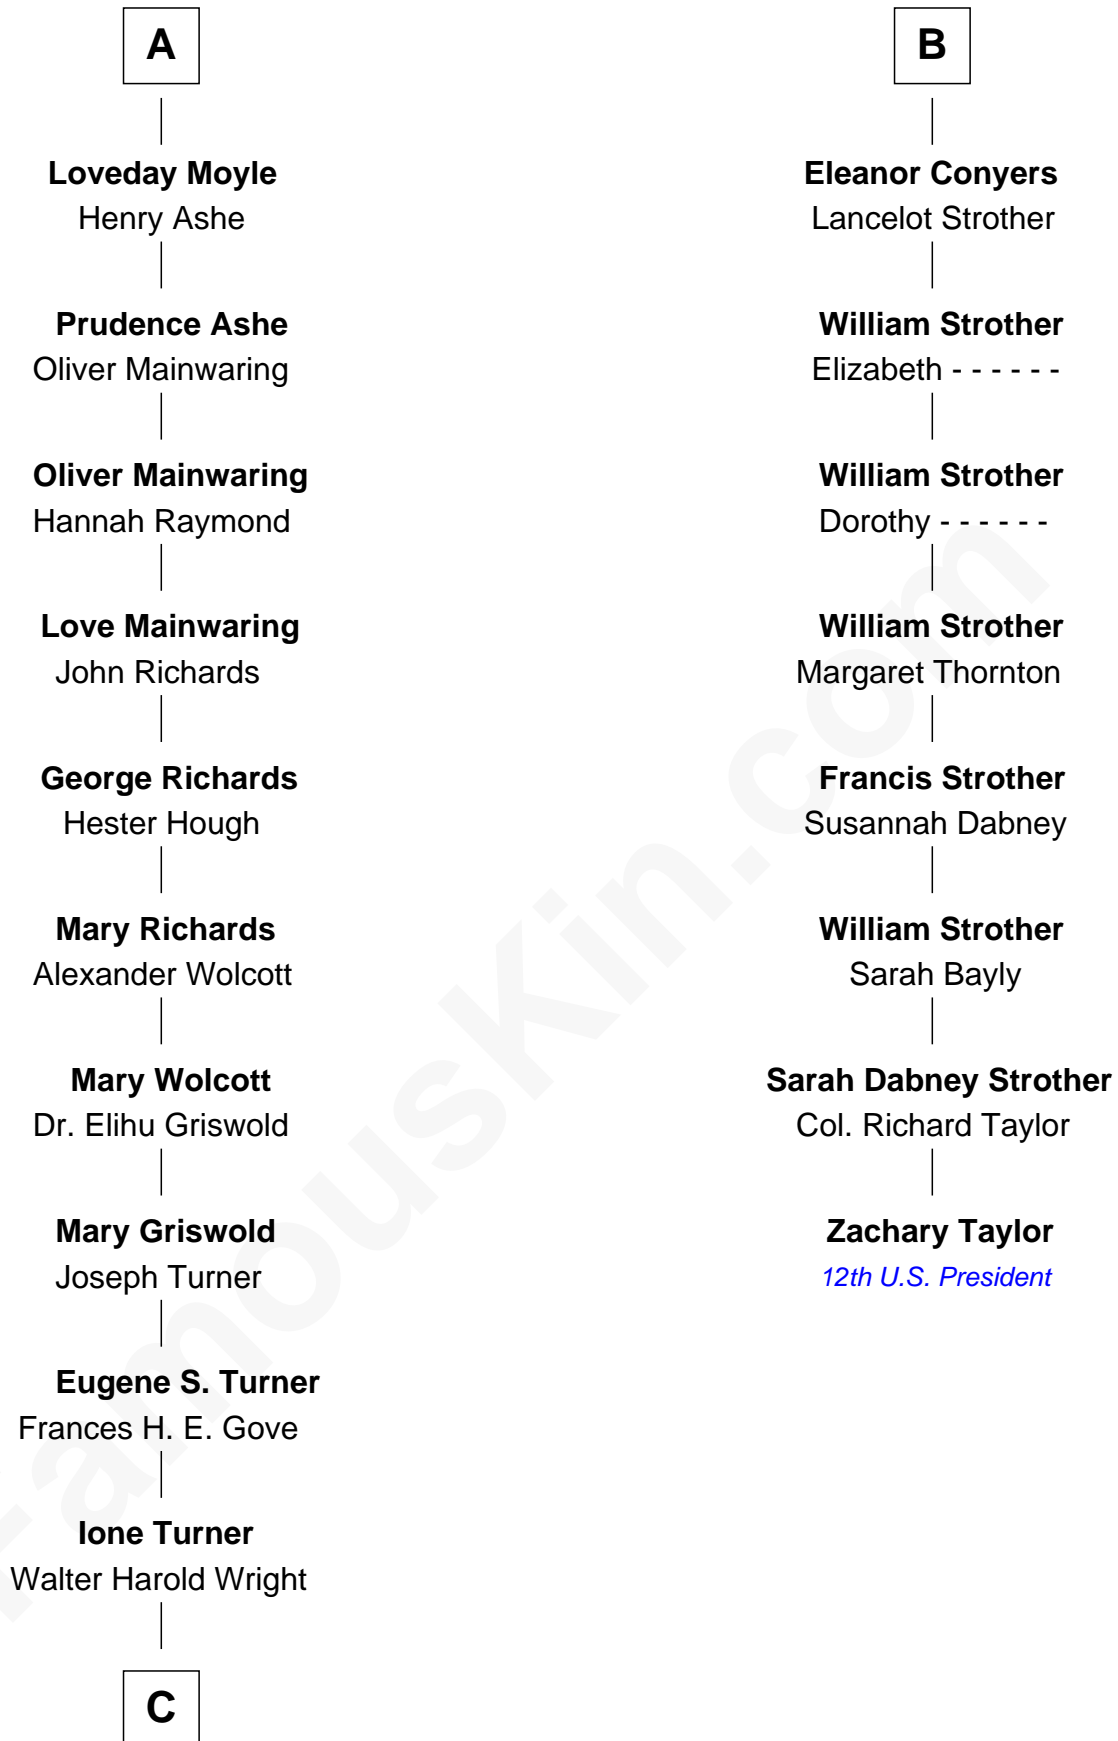 A
Loveday Moyle
Henry Ashe
Prudence Ashe
Oliver Mainwaring
Oliver Mainwaring
Hannah Raymond
Love Mainwaring
John Richards
George Richards
Hester Hough
Mary Richards
Alexander Wolcott
Mary Wolcott
Dr. Elihu Griswold
Mary Griswold
Joseph Turner
Eugene S. Turner
Frances H. E. Gove
Ione Turner
Walter Harold Wright
C
B
Eleanor Conyers
Lancelot Strother
William Strother
Elizabeth - - - - - -
William Strother
Dorothy - - - - - -
William Strother
Margaret Thornton
Francis Strother
Susannah Dabney
William Strother
Sarah Bayly
Sarah Dabney Strother
Col. Richard Taylor
Zachary Taylor
12th U.S. President
FamousKin.com